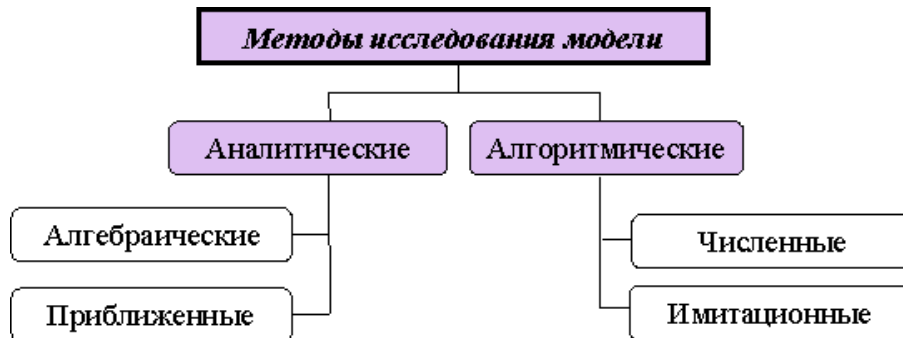 Методы исследования модели
Аналитические
Алгоритмические
Алгебраические
Численные
Приближенные
Имитационные